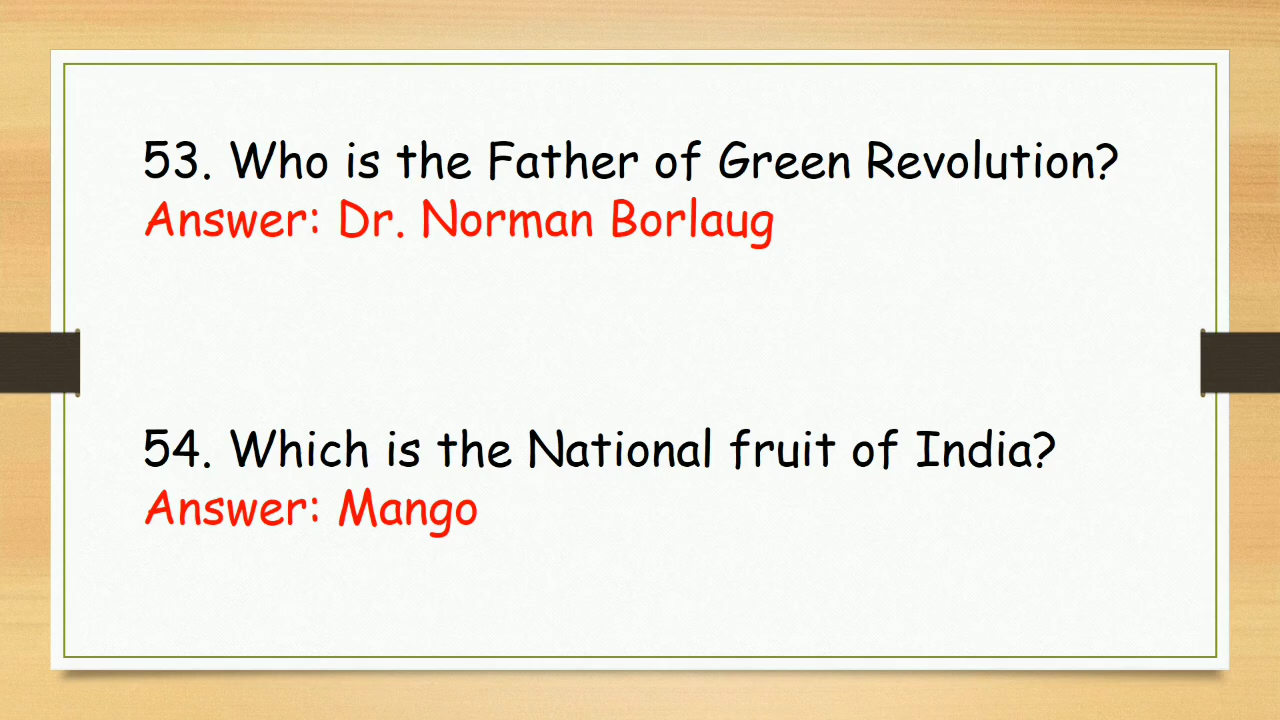 53. Who is the Father of Green Revolution?
Answer: Dr. Norman Borlaug
54. Which is the National fruit of India?
Answer: Mango